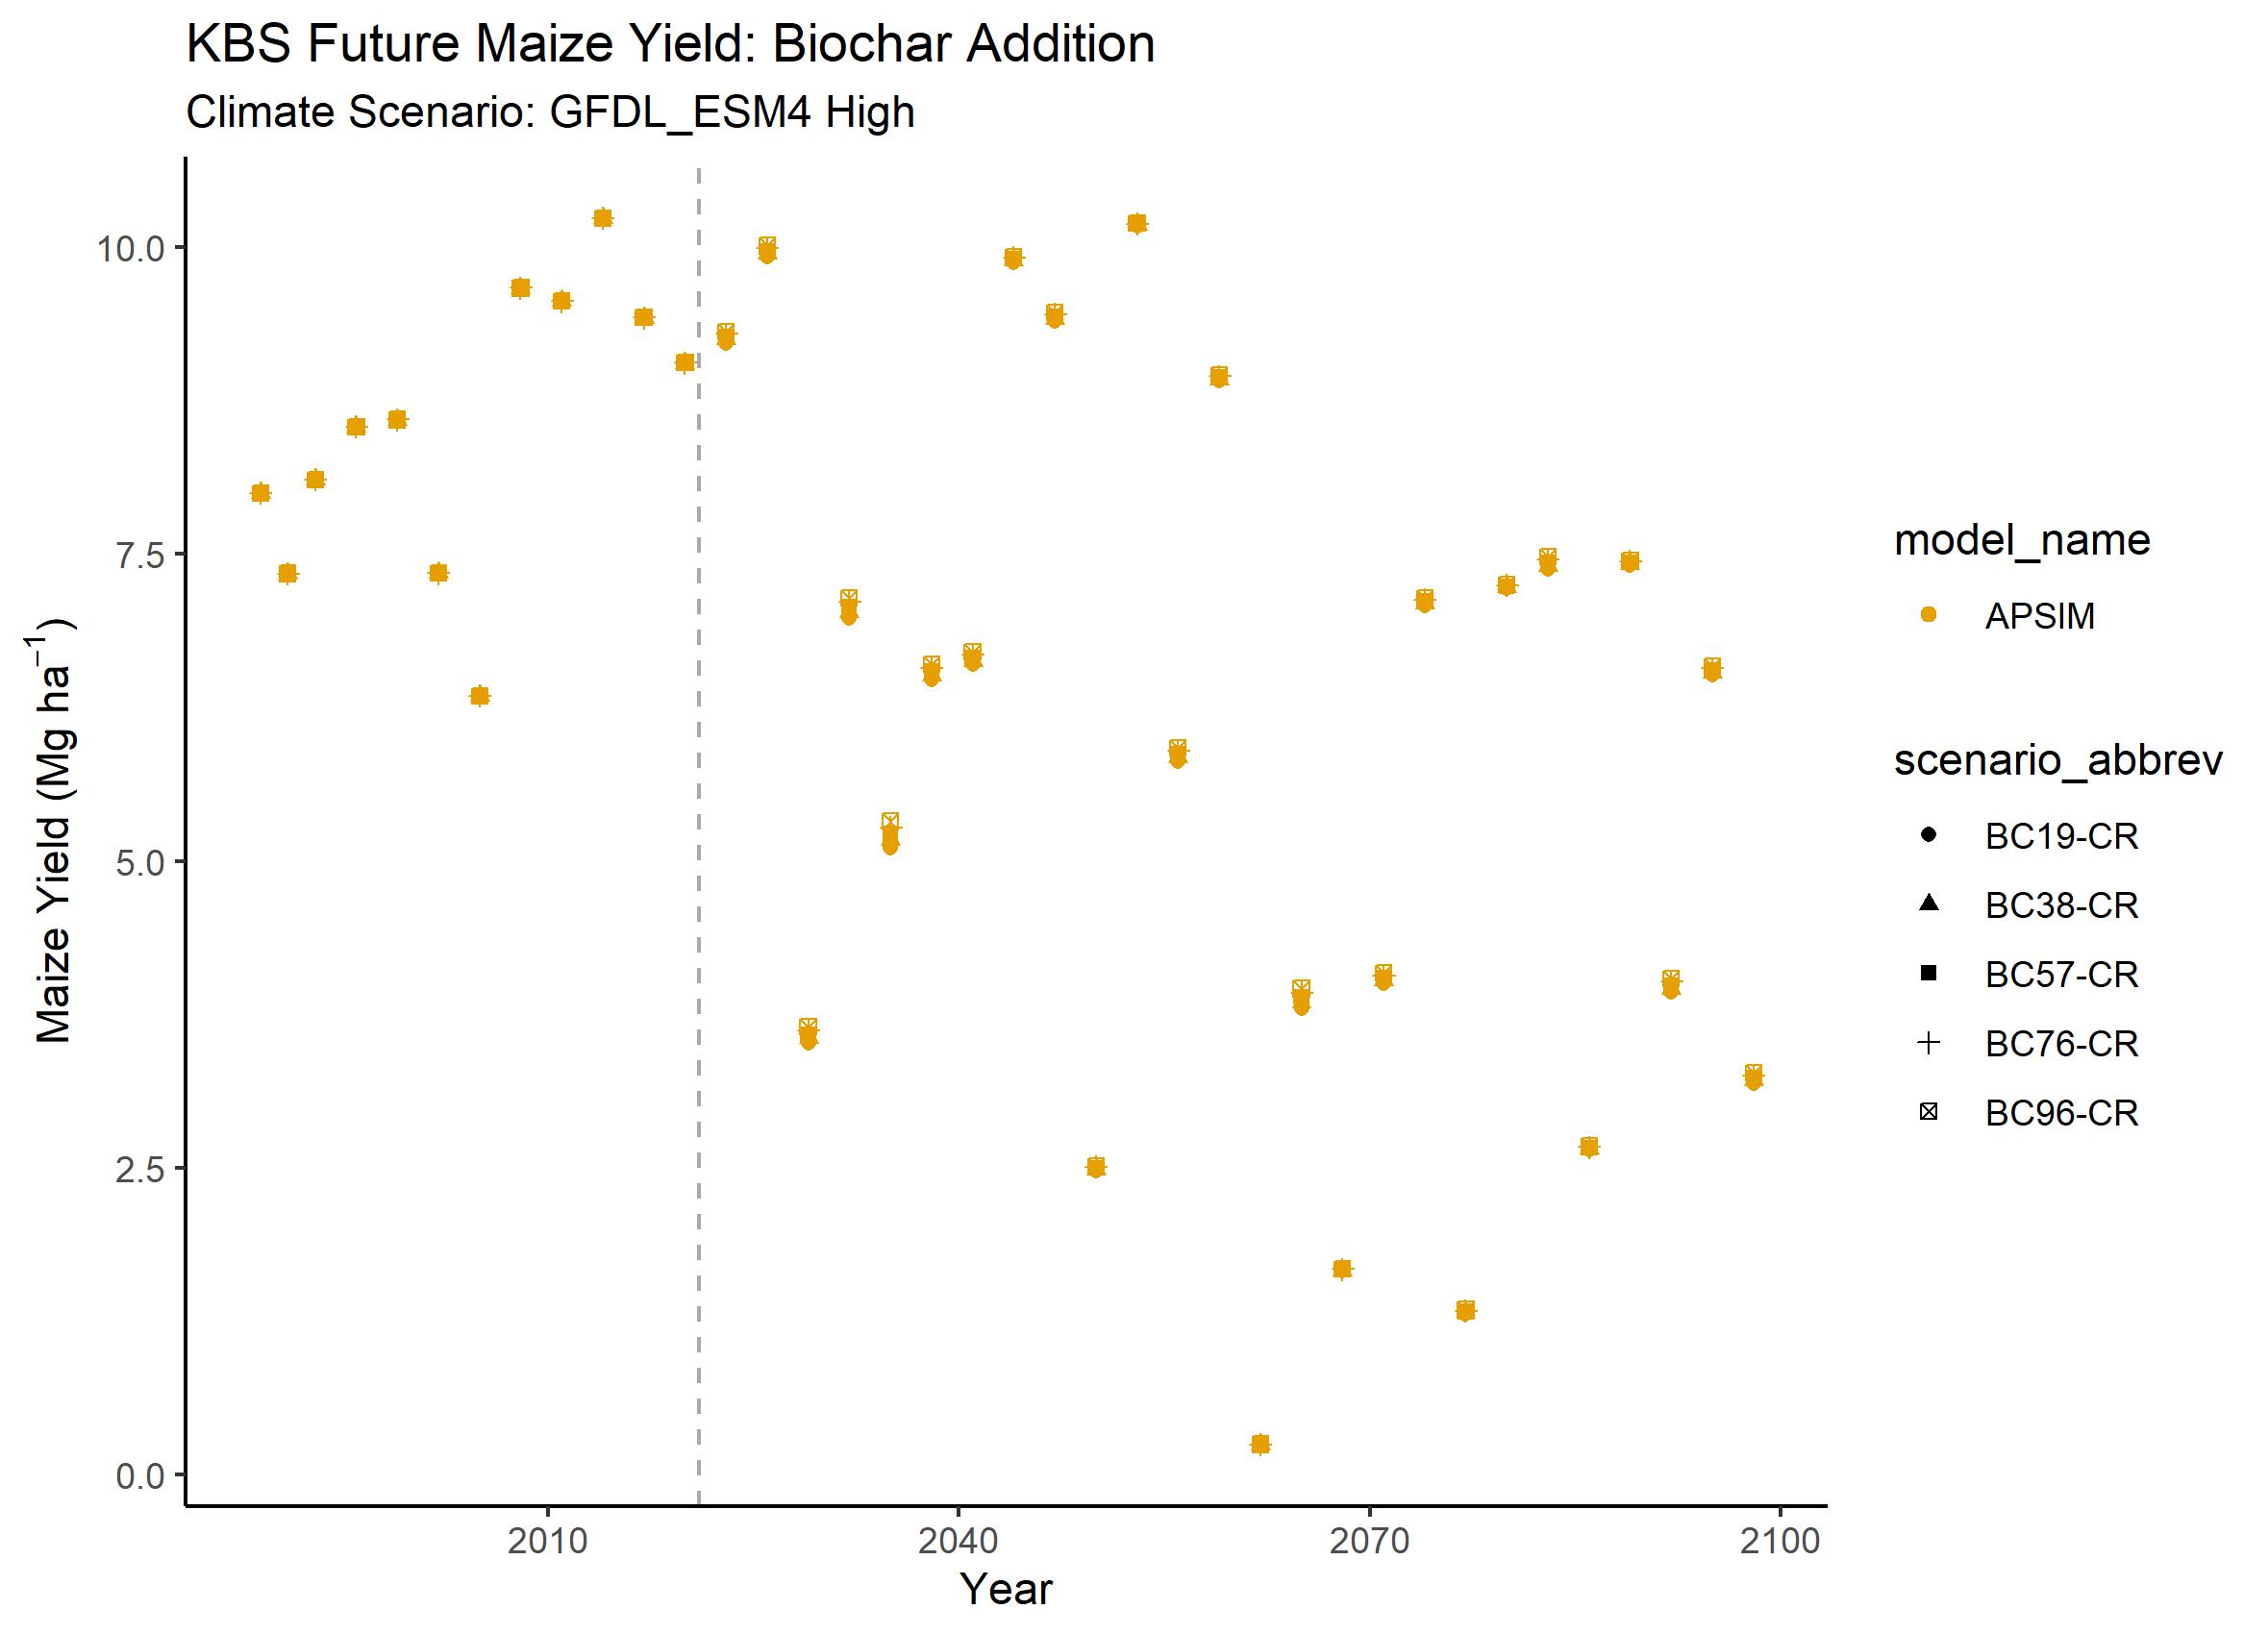 KBS Future Maize Yield: Biochar Addition
Climate Scenario: GFDL_ESM4 High
10.0
7.5
5.0
2.5
0.0
Maize Yield (Mg ha⁻¹)
2010 2040 2070 2100
Year
model_name
APSIM
scenario_abbrev
BC19-CR
BC38-CR
BC57-CR
BC76-CR
BC96-CR